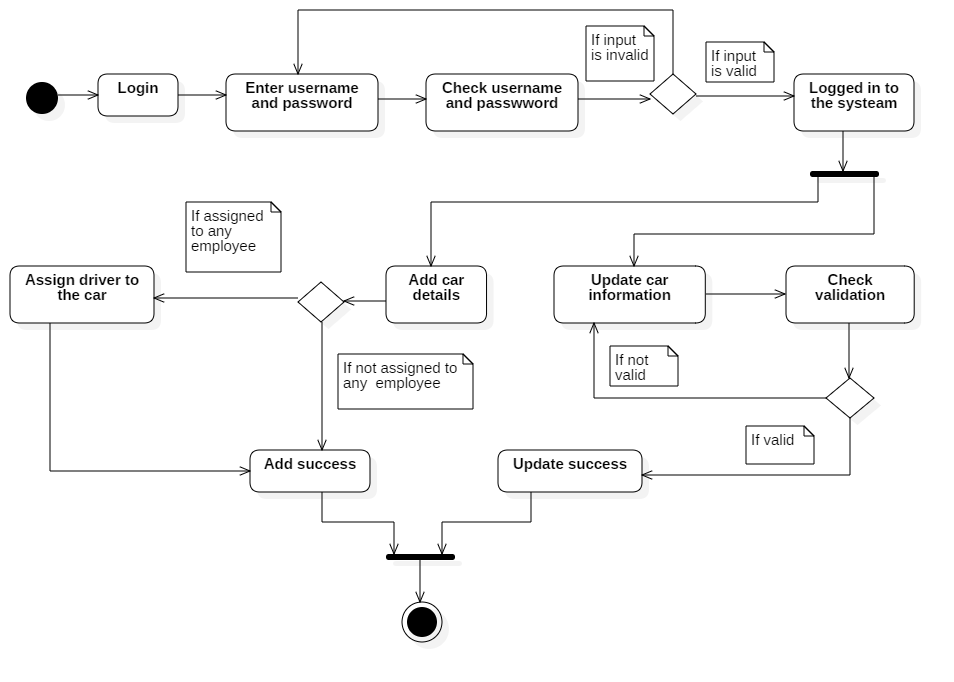 If input
is invalid
If input
is valid
Login
Enter username
and password
Check username
and passwword
Logged in to
the systeam
If assigned
to any
employee
Assign driver to
the car
Add car
details
Update car
information
Check
validation
If not assigned to
any  employee
If not
valid
If valid
Add success
Update success